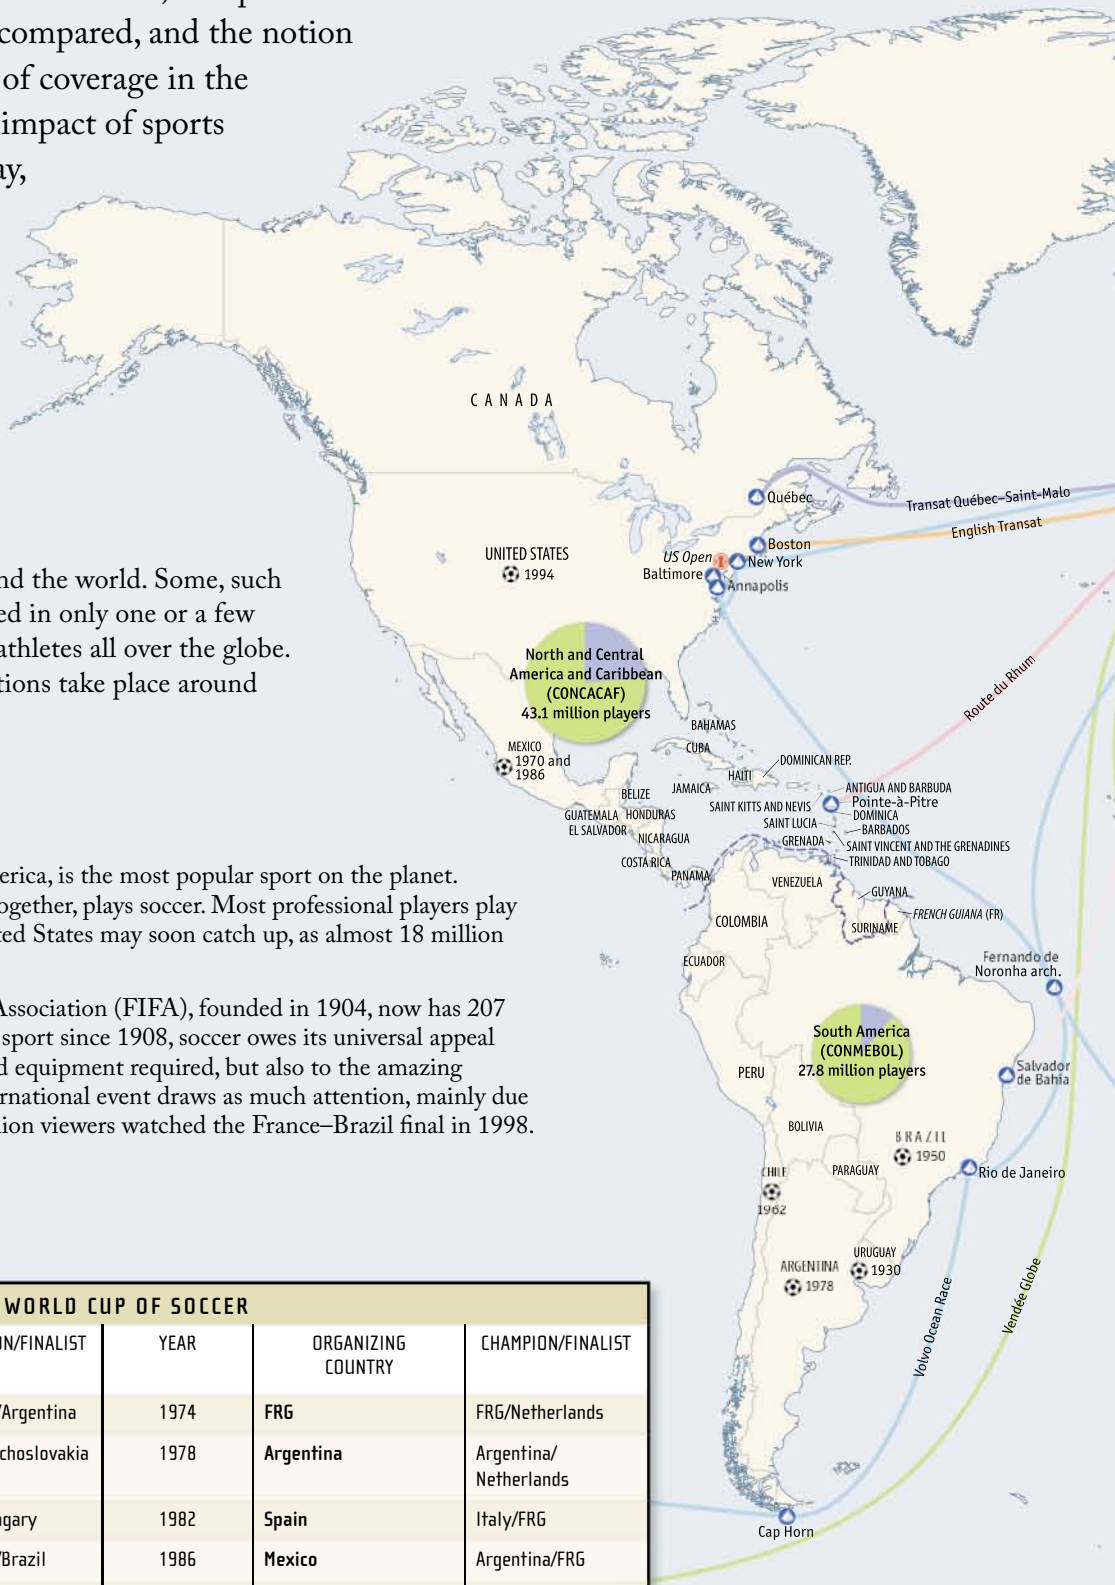 compared, and the notion
of coverage in the
impact of sports
ay,
CANADA
Québec
Transat Québec–Saint-Malo
English Transat
Boston
US Open
New York
Baltimore
Annapolis
UNITED STATES
1994
nd the world. Some, such
ed in only one or a few
athletes all over the globe.
tions take place around
North and Central
America and Caribbean
(CONCACAF)
43.1 million players
Route du Rhum
BAHAMAS
CUBA
MEXICO
1970 and
1986
DOMINICAN REP.
HAITI
JAMAICA
BELIZE
ANTIGUA AND BARBUDA
SAINT KITTS AND NEVIS
Pointe-à-Pitre
DOMINICA
GUATEMALA
HONDURAS
SAINT LUCIA
EL SALVADOR
BARBADOS
NICARAGUA
GRENADA
SAINT VINCENT AND THE GRENADINES
COSTA RICA
TRINIDAD AND TOBAGO
PANAMA
VENEZUELA
GUYANA
COLOMBIA
FRENCH GUIANA (FR)
SURINAME
ECUADOR
erica, is the most popular sport on the planet.
ogether, plays soccer. Most professional players play
ted States may soon catch up, as almost 18 million
Fernando de
Noronha arch.
Association (FIFA), founded in 1904, now has 207
sport since 1908, soccer owes its universal appeal
d equipment required, but also to the amazing
ernational event draws as much attention, mainly due
lion viewers watched the France–Brazil final in 1998.
South America
(CONMEBOL)
27.8 million players
PERU
Salvador
de Bahia
BOLIVIA
BRAZIL
1950
CHILE
1962
PARAGUAY
Rio de Janeiro
URUGUAY
1930
ARGENTINA
1978
Volvo Ocean Race
Vendée Globe
Cap Horn
WORLD CUP OF SOCCER
ON/FINALIST YEAR ORGANIZING COUNTRY CHAMPION/FINALIST
/Argentina 1974 FRG FRG/Netherlands
choslovakia 1978 Argentina Argentina/
Netherlands
gary 1982 Spain Italy/FRG
/Brazil 1986 Mexico Argentina/FRG